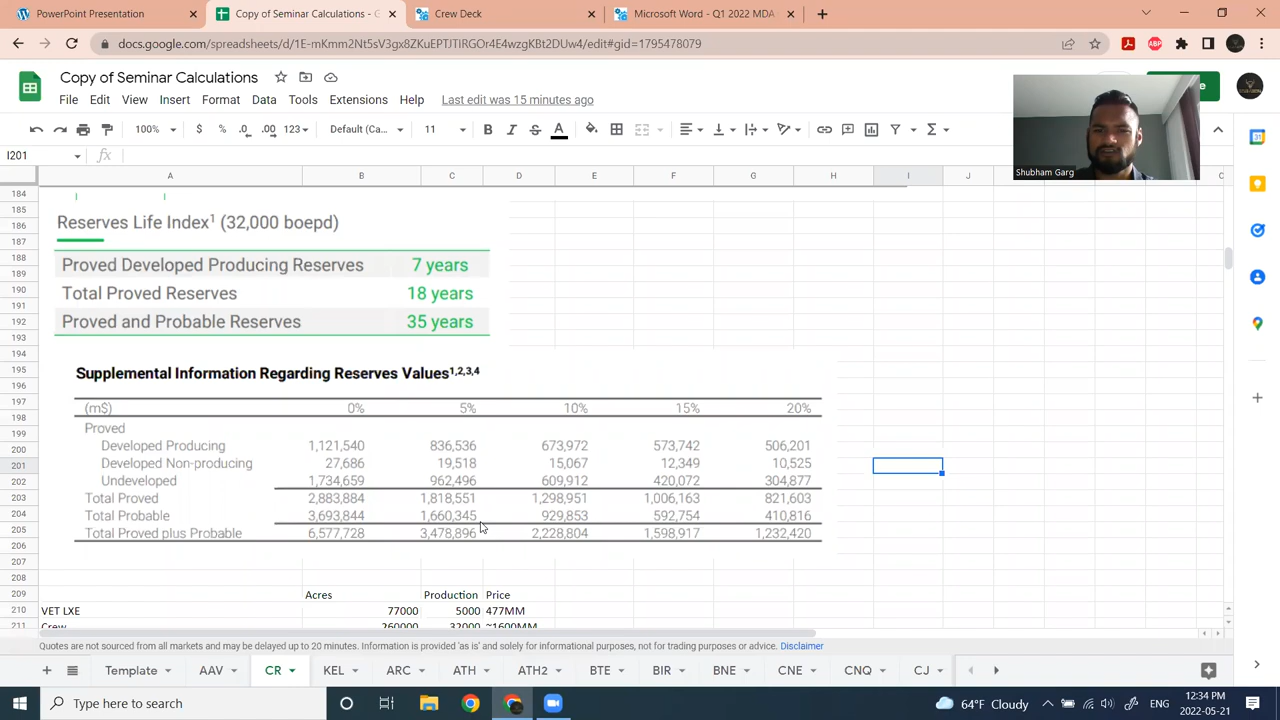 PowerPoint Presentation
Copy of Seminar Calculations - G
Crew Deck
Microsoft Word - Q1 2022 MDA
docs.google.com/spreadsheets/d/1E-mKmm2Nt5sV3gx8ZKuEPTfFRGOr4E4wzgKm2DUw4/edit#gid=1795478079
Copy of Seminar Calculations
File Edit View Insert Format Data Tools Extensions Help Last edit was 15 minutes ago
100% $ % .0 .00 123 Default (Ca... 11 B I S A
Shubham Garg
I201
A B C D E F G H I J K L M N
184
185
186 Reserves Life Index¹ (32,000 boepd)
187
188 Proved Developed Producing Reserves 7 years
189
190 Total Proved Reserves 18 years
191
192 Proved and Probable Reserves 35 years
193
194
195 Supplemental Information Regarding Reserves Values1,2,3,4
196
197
198 (m$) 0% 5% 10% 15% 20%
199 Proved
200 Developed Producing 1,121,540 836,536 673,972 573,742 506,201
201 Developed Non-producing 27,686 19,518 15,067 12,349 10,525
202 Undeveloped 1,734,659 962,496 609,912 420,072 304,877
203 Total Proved 2,883,884 1,818,551 1,298,951 1,006,163 821,603
204 Total Probable 3,693,844 1,660,345 929,853 592,754 410,816
205 Total Proved plus Probable 6,577,728 3,478,896 2,228,804 1,598,917 1,232,420
206
207
208
209 Acres Production Price
210 VET LXE 77000 5000 477MM
211 Crew 260000 32000 ~1600MM
Quotes are not sourced from all markets and may be delayed up to 20 minutes. Information is provided 'as is' and solely for informational purposes, not for trading purposes or advice. Disclaimer
Template AAV CR KEL ARC ATH ATH2 BTE BIR BNE CNE CNQ CJ
Type here to search
64°F Cloudy
ENG
12:34 PM
2022-05-21